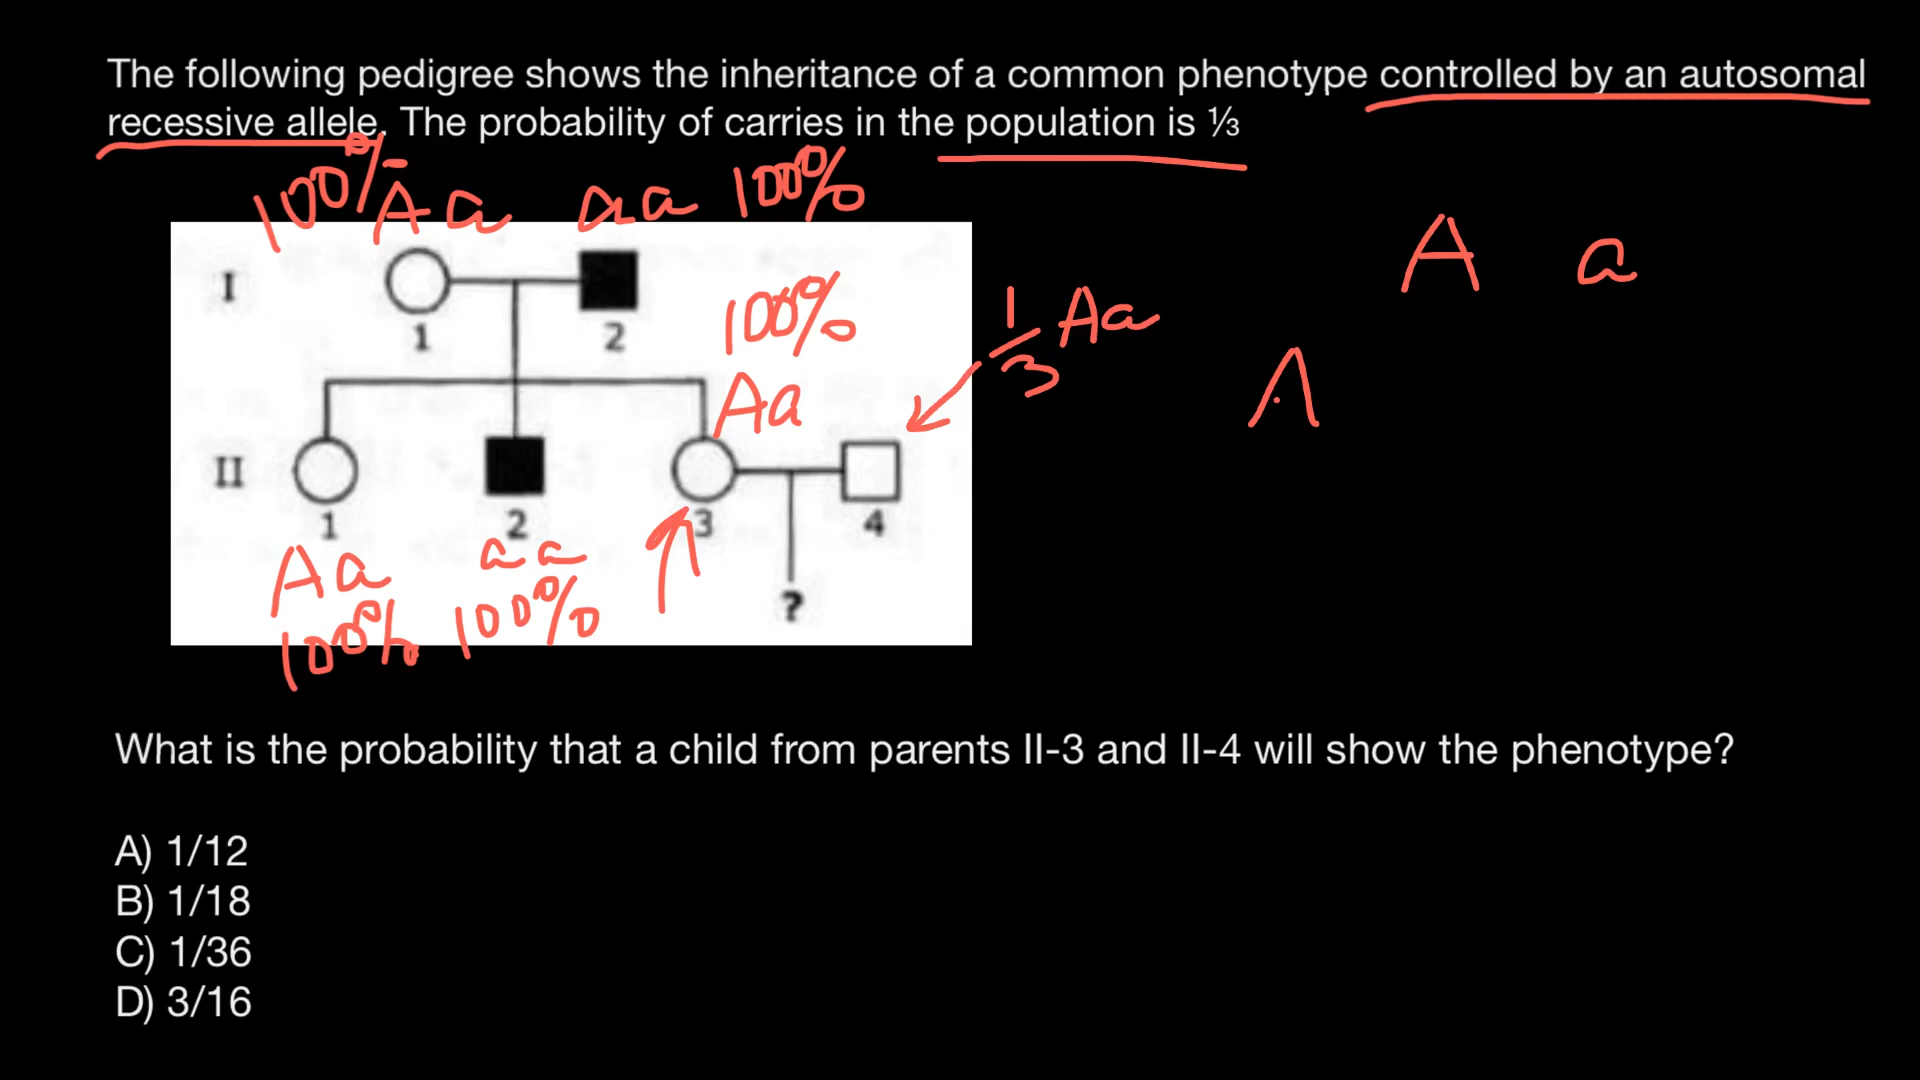 The following pedigree shows the inheritance of a common phenotype controlled by an autosomal
recessive allele. The probability of carries in the population is ⅓
100% Aa aa 100%
A a
I
1 2
100%
1/3 Aa
Aa
Λ
II
1 2 3 4
Aa aa
100% 100%
?
What is the probability that a child from parents II-3 and II-4 will show the phenotype?
A) 1/12
B) 1/18
C) 1/36
D) 3/16